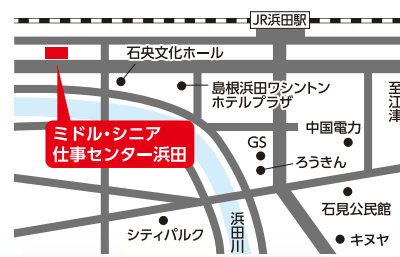 JR浜田駅
石央文化ホール
島根浜田ワシントン
ホテルプラザ
至江津
ミドル・シニア
仕事センター浜田
中国電力
GS
ろうきん
石見公民館
シティパルク
浜田川
キヌヤ